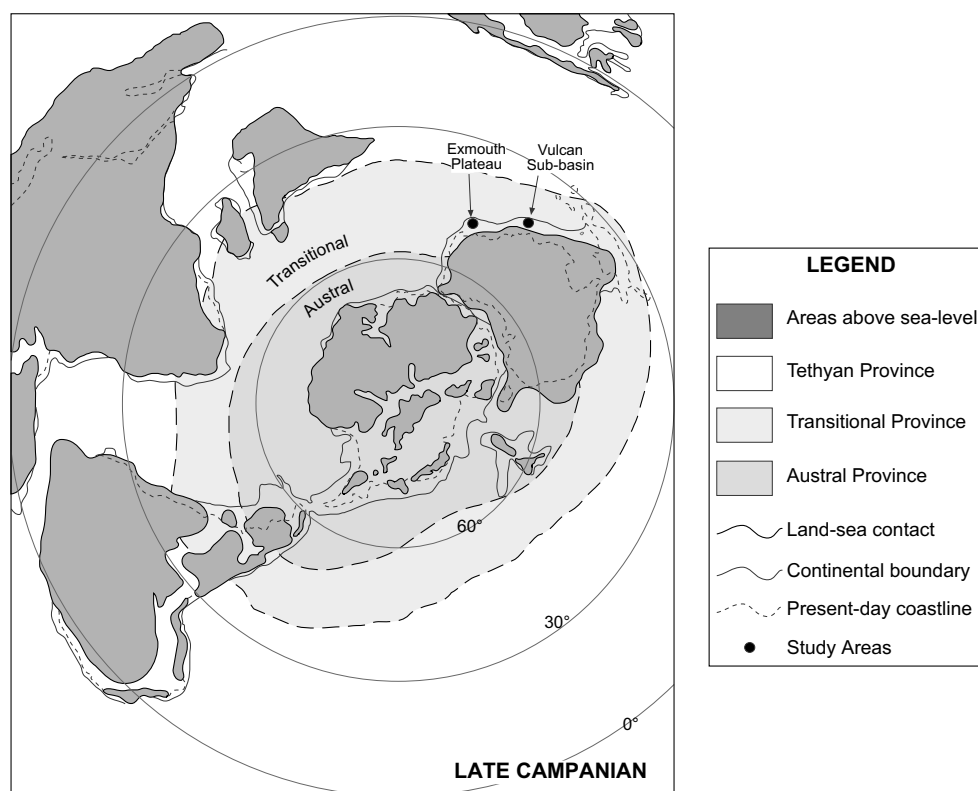 Exmouth
Plateau
Vulcan
Sub-basin
Transitional
Austral
60°
30°
0°
LATE CAMPANIAN
LEGEND
Areas above sea-level
Tethyan Province
Transitional Province
Austral Province
Land-sea contact
Continental boundary
Present-day coastline
Study Areas